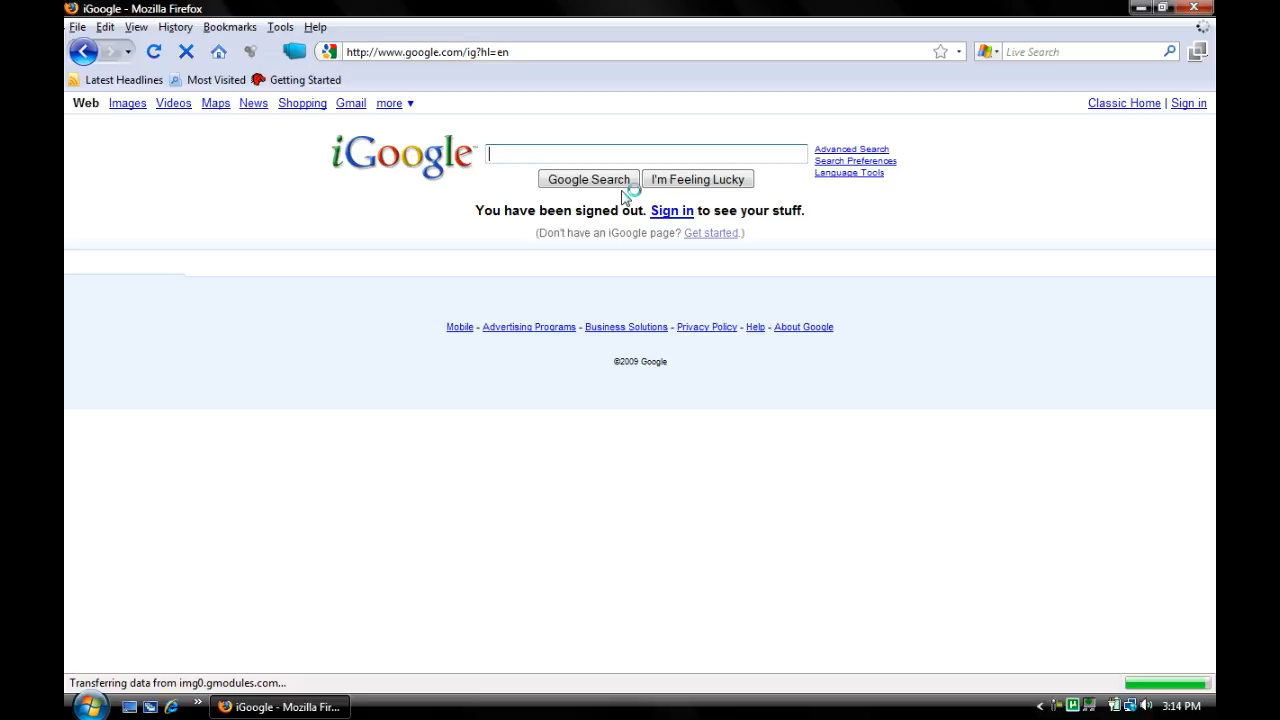 iGoogle - Mozilla Firefox
File Edit View History Bookmarks Tools Help
http://www.google.com/ig?hl=en
Live Search
Latest Headlines Most Visited Getting Started
Web Images Videos Maps News Shopping Gmail more ▼
Classic Home | Sign in
iGoogle™
Advanced Search
Search Preferences
Language Tools
Google Search I'm Feeling Lucky
You have been signed out. Sign in to see your stuff.
(Don't have an iGoogle page? Get started.)
Mobile - Advertising Programs - Business Solutions - Privacy Policy - Help - About Google
©2009 Google
Transferring data from img0.gmodules.com...
iGoogle - Mozilla Fir...
3:14 PM